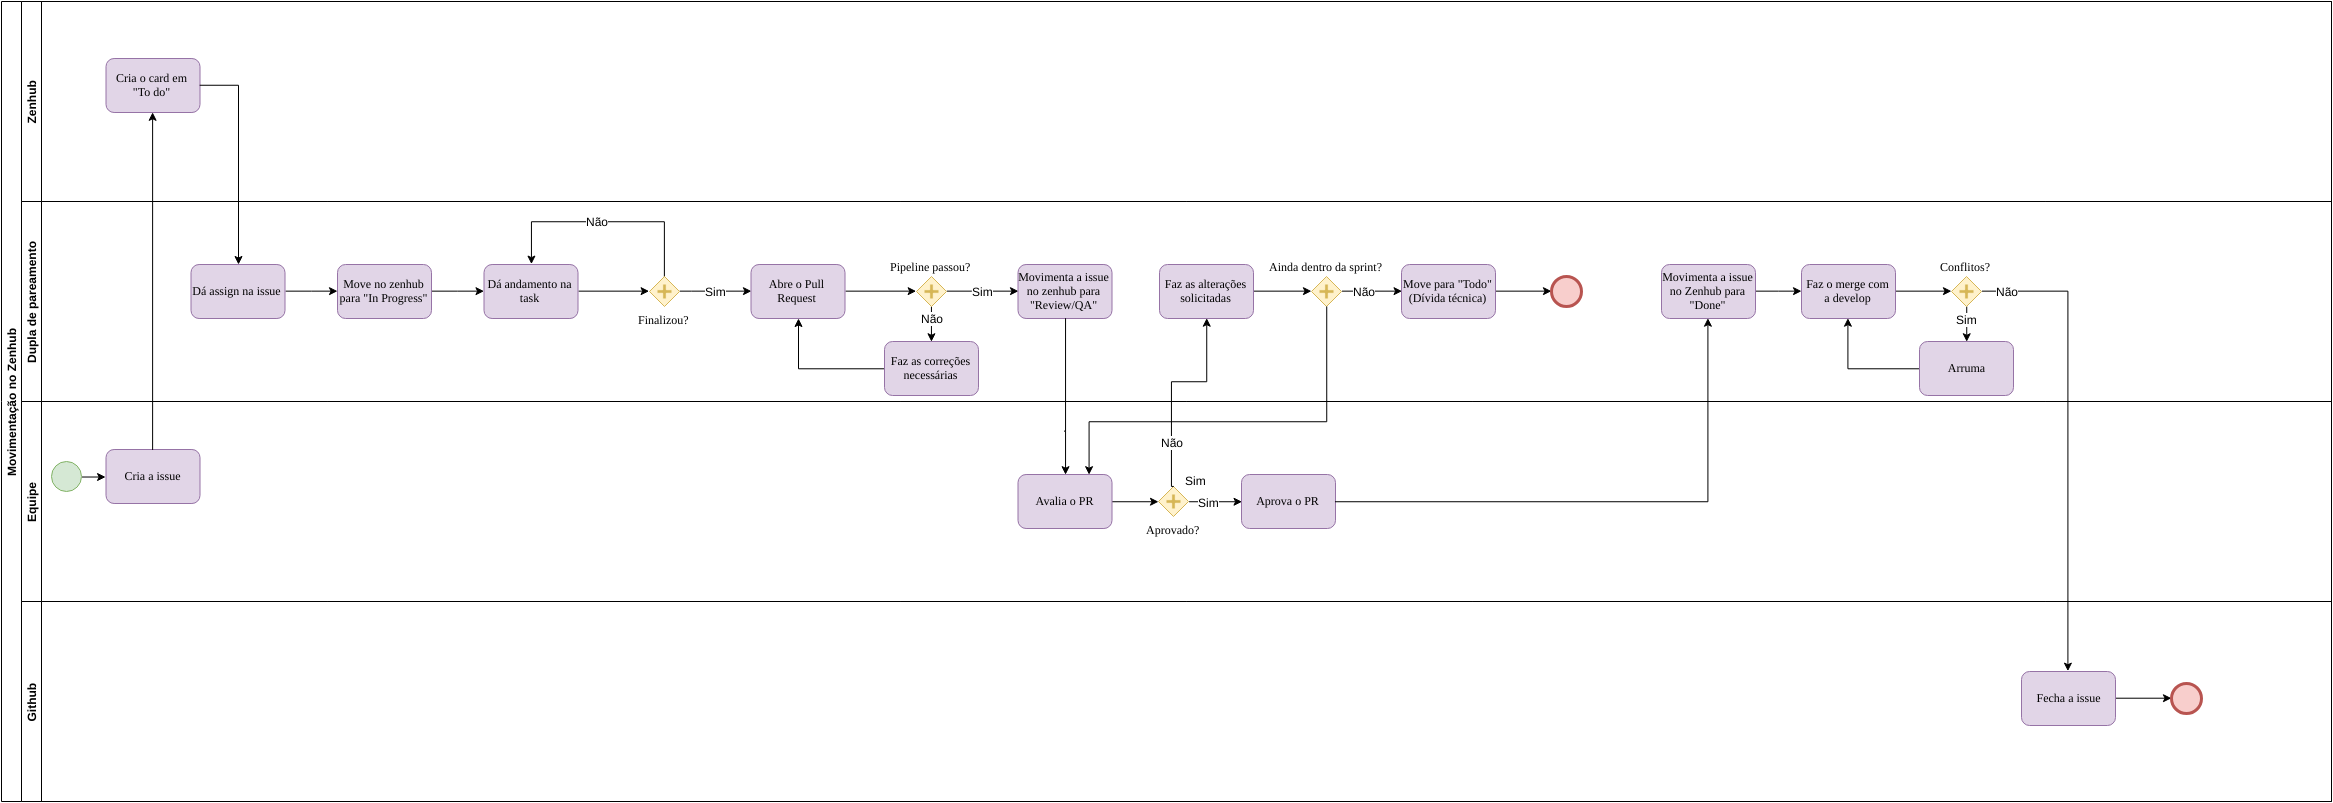 Movimentação no Zenhub
Zenhub
Cria o card em
"To do"
Dupla de pareamento
Dá assign na issue
Move no zenhub
para "In Progress"
Dá andamento na
task
Não
Finalizou?
Sim
Abre o Pull
Request
Pipeline passou?
Sim
Não
Faz as correções
necessárias
Movimenta a issue
no zenhub para
"Review/QA"
Faz as alterações
solicitadas
Ainda dentro da sprint?
Não
Move para "Todo"
(Dívida técnica)
Movimenta a issue
no Zenhub para
"Done"
Faz o merge com
a develop
Conflitos?
Não
Sim
Arruma
Equipe
Cria a issue
Avalia o PR
Não
Sim
Sim
Aprovado?
Aprova o PR
Github
Fecha a issue